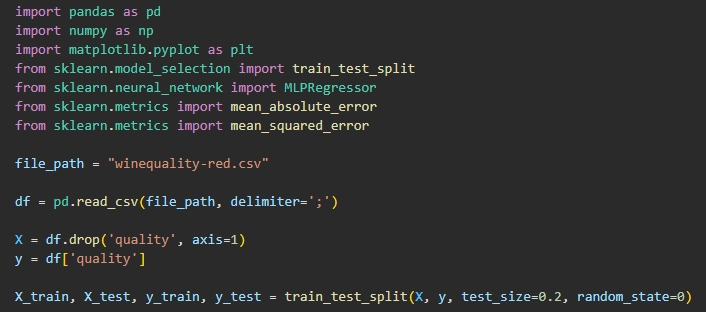 import pandas as pd
import numpy as np
import matplotlib.pyplot as plt
from sklearn.model_selection import train_test_split
from sklearn.neural_network import MLPRegressor
from sklearn.metrics import mean_absolute_error
from sklearn.metrics import mean_squared_error
file_path = "winequality-red.csv"
df = pd.read_csv(file_path, delimiter=';')
X = df.drop('quality', axis=1)
y = df['quality']
X_train, X_test, y_train, y_test = train_test_split(X, y, test_size=0.2, random_state=0)